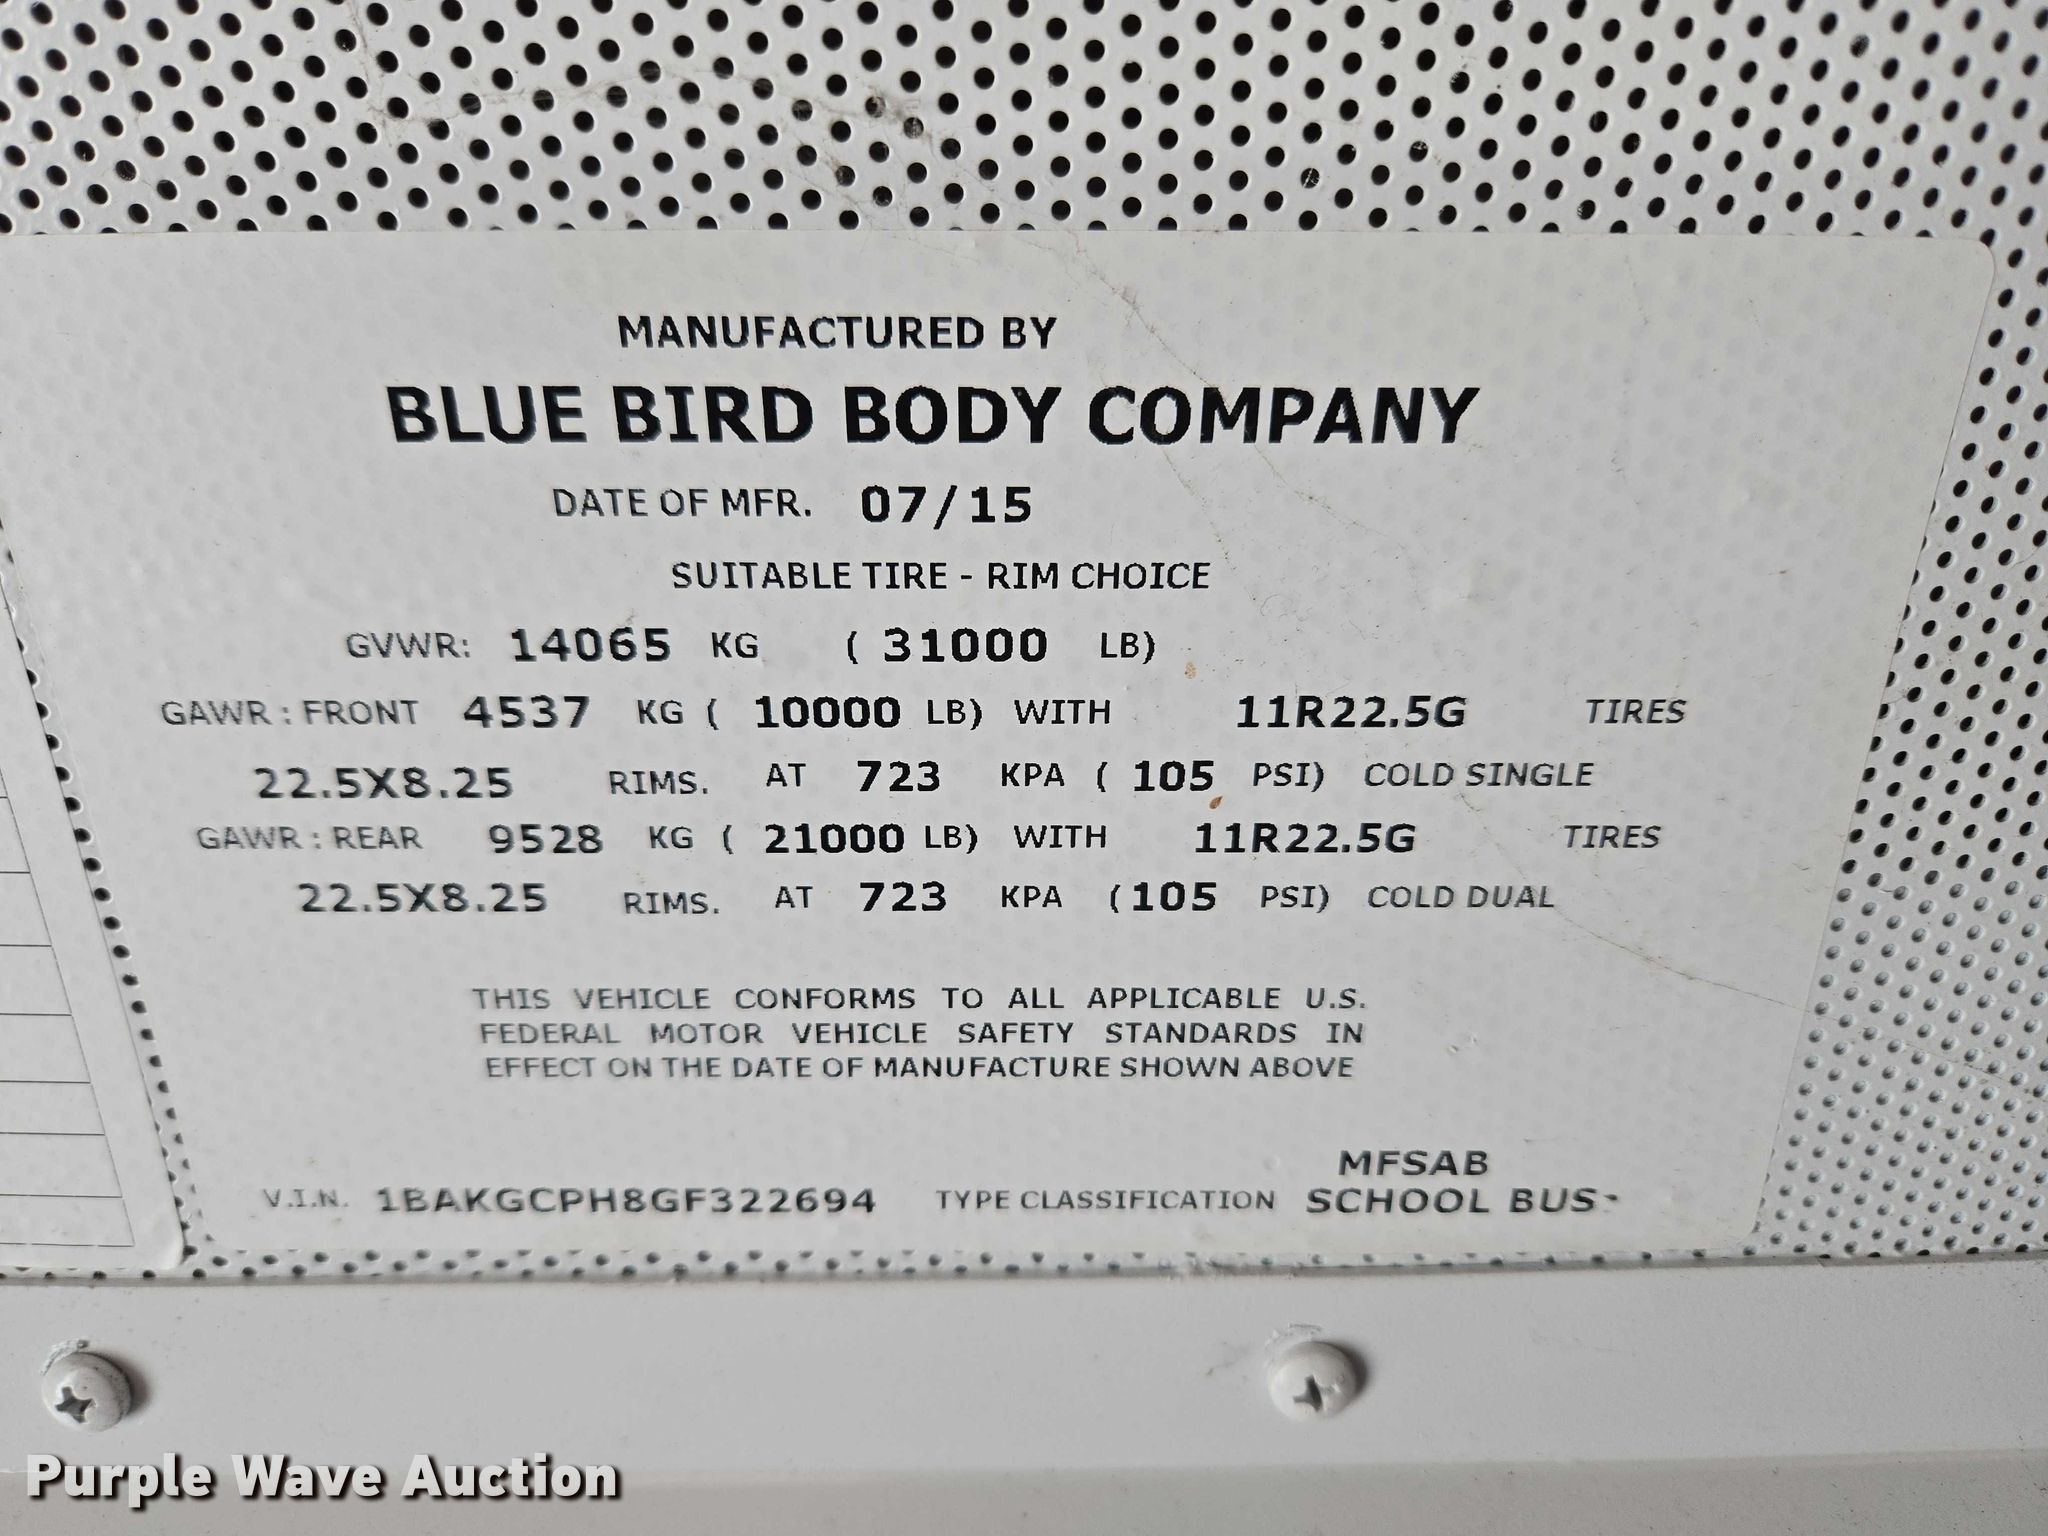 MANUFACTURED BY
BLUE BIRD BODY COMPANY
DATE OF MFR. 07/15
SUITABLE TIRE - RIM CHOICE
GVWR: 14065 KG ( 31000 LB)
GAWR : FRONT 4537 KG ( 10000 LB) WITH 11R22.5G TIRES
22.5X8.25 RIMS. AT 723 KPA ( 105 PSI) COLD SINGLE
GAWR : REAR 9528 KG ( 21000 LB) WITH 11R22.5G TIRES
22.5X8.25 RIMS. AT 723 KPA (105 PSI) COLD DUAL
THIS VEHICLE CONFORMS TO ALL APPLICABLE U.S.
FEDERAL MOTOR VEHICLE SAFETY STANDARDS IN
EFFECT ON THE DATE OF MANUFACTURE SHOWN ABOVE
MFSAB
V.I.N. 1BAKGCPH8GF322694 TYPE CLASSIFICATION SCHOOL BUS-
Purple Wave Auction